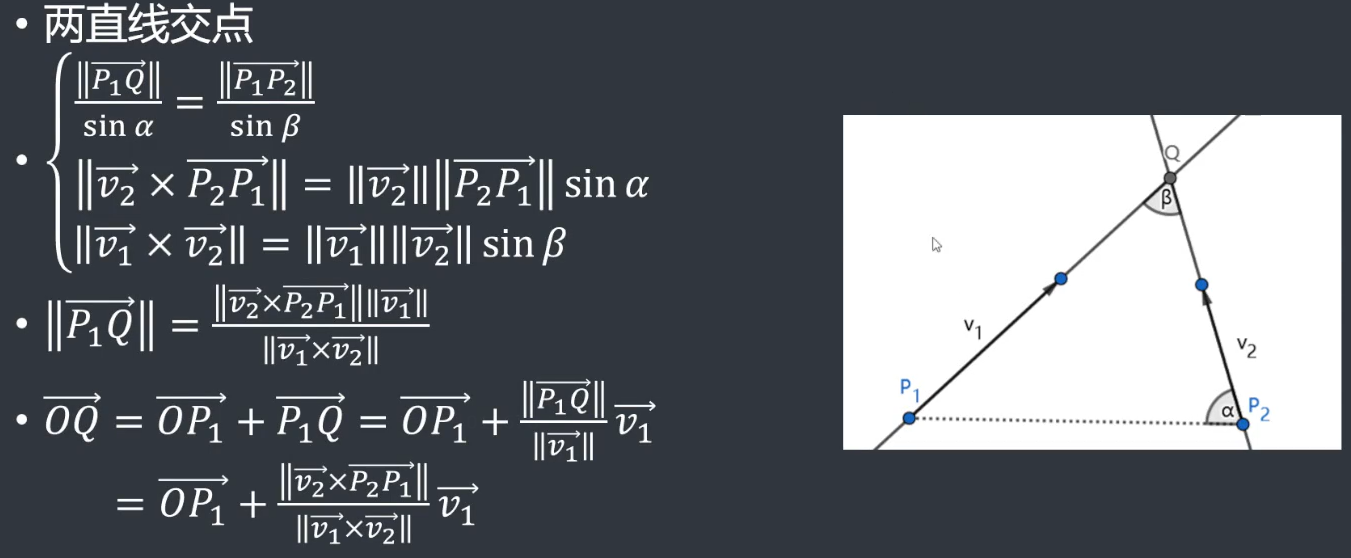 • 两直线交点
• \begin{cases} \frac{\|\overrightarrow{P_1Q}\|}{\sin \alpha} = \frac{\|\overrightarrow{P_1P_2}\|}{\sin \beta} \\
\|\overrightarrow{v_2} \times \overrightarrow{P_2P_1}\| = \|\overrightarrow{v_2}\|\|\overrightarrow{P_2P_1}\| \sin \alpha \\
\|\overrightarrow{v_1} \times \overrightarrow{v_2}\| = \|\overrightarrow{v_1}\|\|\overrightarrow{v_2}\| \sin \beta \end{cases}
• \|\overrightarrow{P_1Q}\| = \frac{\|\overrightarrow{v_2} \times \overrightarrow{P_2P_1}\|\|\overrightarrow{v_1}\|}{\|\overrightarrow{v_1} \times \overrightarrow{v_2}\|}
• \overrightarrow{OQ} = \overrightarrow{OP_1} + \overrightarrow{P_1Q} = \overrightarrow{OP_1} + \frac{\|\overrightarrow{P_1Q}\|}{\|\overrightarrow{v_1}\|} \overrightarrow{v_1}
= \overrightarrow{OP_1} + \frac{\|\overrightarrow{v_2} \times \overrightarrow{P_2P_1}\|}{\|\overrightarrow{v_1} \times \overrightarrow{v_2}\|} \overrightarrow{v_1}
Q
β
v_1
v_2
P_1
α
P_2